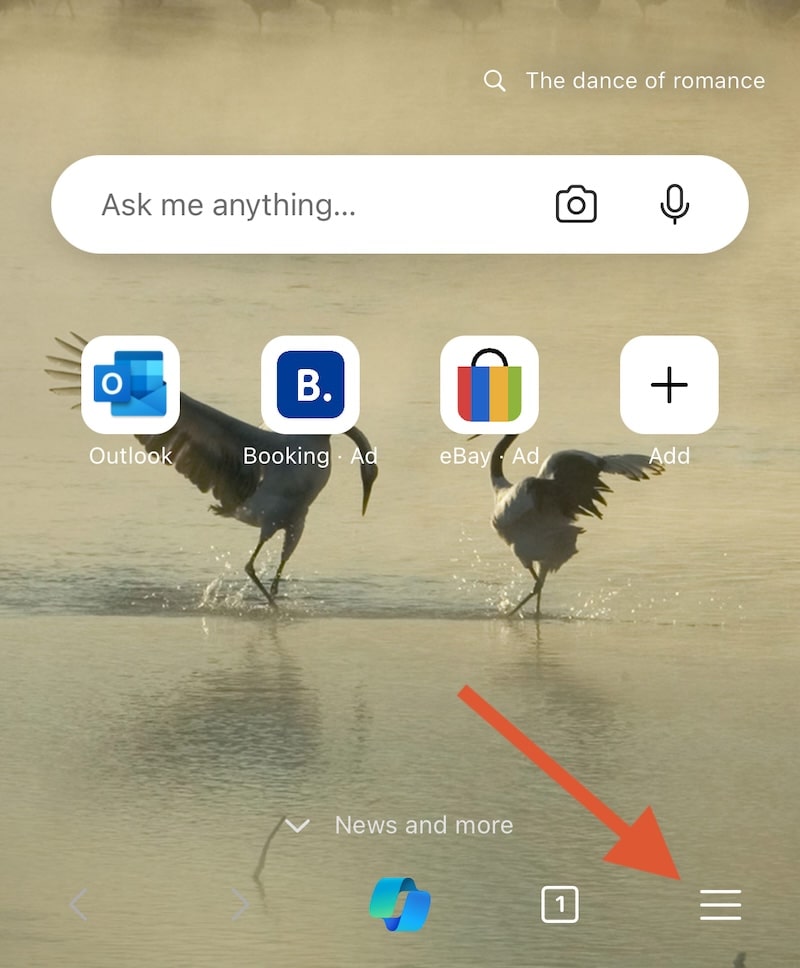 The dance of romance
Ask me anything...
O
B.
Outlook
Booking · Ad
eBay · Ad
Add
News and more
1